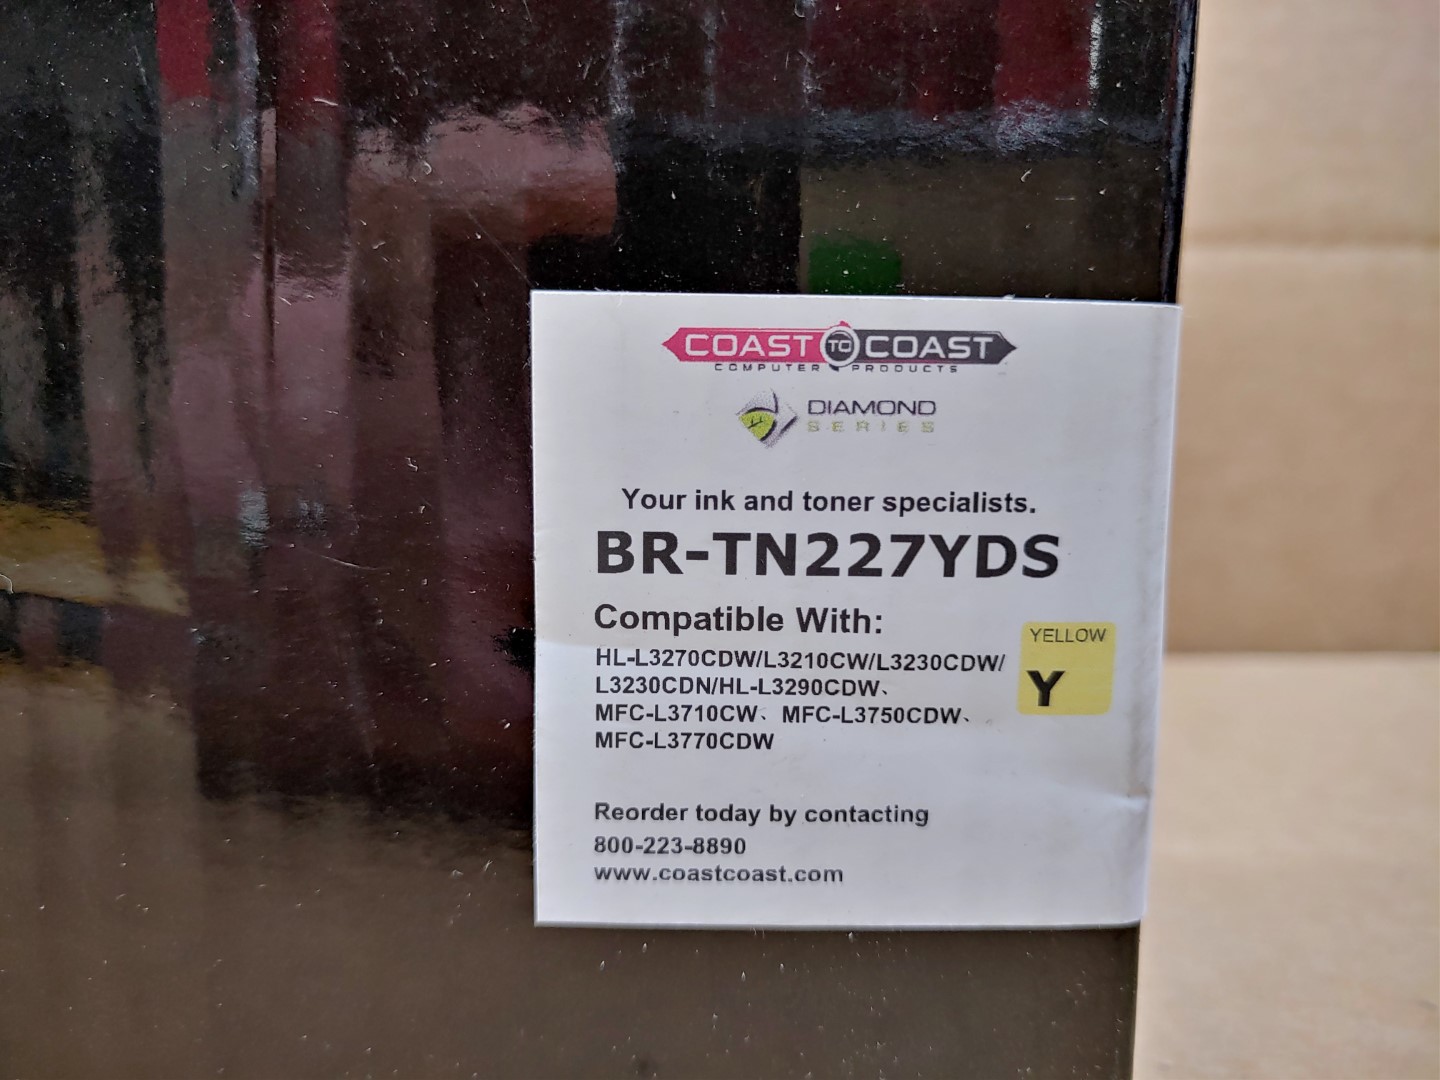 COAST TO COAST
COMPUTER PRODUCTS
DIAMOND
SERIES
Your ink and toner specialists.
BR-TN227YDS
Compatible With:
HL-L3270CDW/L3210CW/L3230CDW/
L3230CDN/HL-L3290CDW、
MFC-L3710CW、MFC-L3750CDW、
MFC-L3770CDW
YELLOW
Y
Reorder today by contacting
800-223-8890
www.coastcoast.com